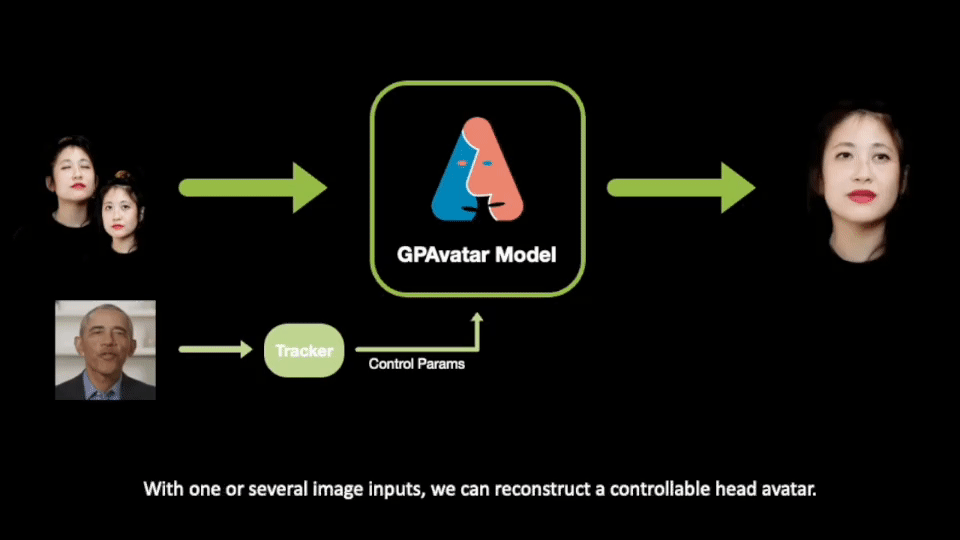 GPAvatar Model
Tracker
Control Params
With one or several image inputs, we can reconstruct a controllable head avatar.